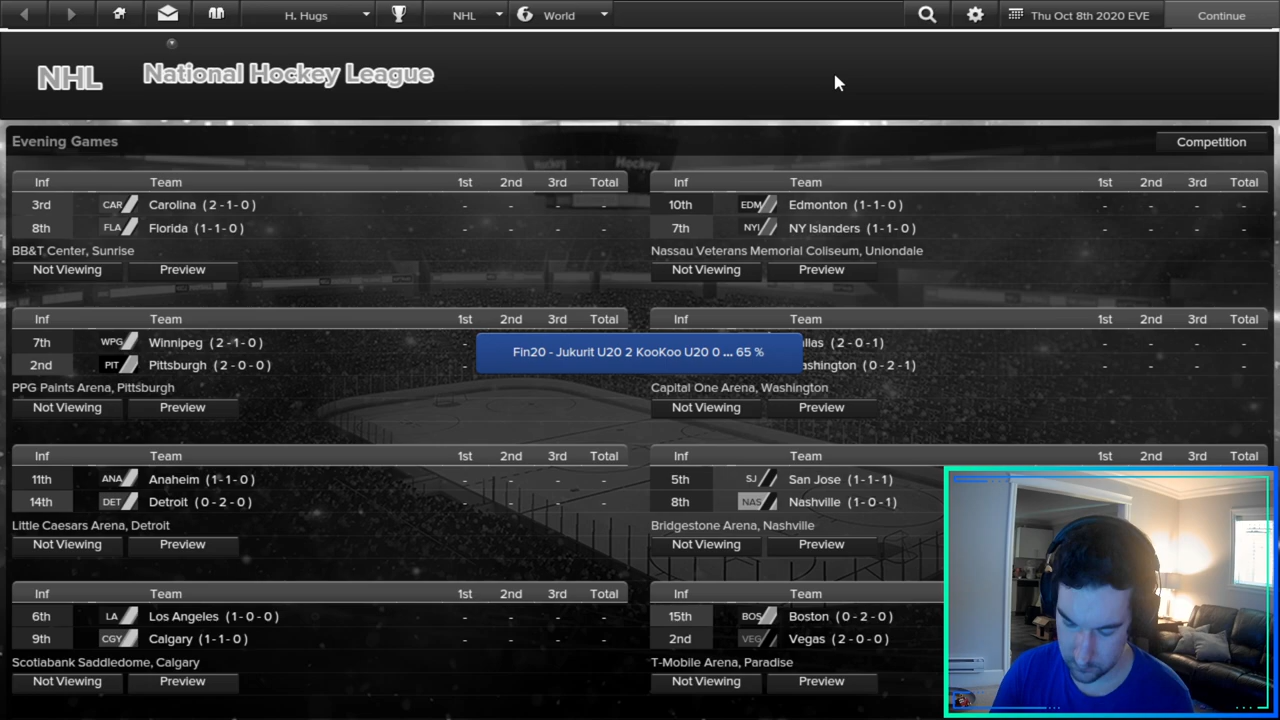 H. Hugs NHL World Thu Oct 8th 2020 EVE Continue
NHL National Hockey League
Evening Games Competition
Inf Team 1st 2nd 3rd Total
3rd CAR Carolina (2-1-0) - - - -
8th FLA Florida (1-1-0) - - - -
BB&T Center, Sunrise
Not Viewing Preview
Inf Team 1st 2nd 3rd Total
10th EDM Edmonton (1-1-0) - - - -
7th NYI NY Islanders (1-1-0) - - - -
Nassau Veterans Memorial Coliseum, Uniondale
Not Viewing Preview
Inf Team 1st 2nd 3rd Total
7th WPG Winnipeg (2-1-0) -
2nd PIT Pittsburgh (2-0-0) -
PPG Paints Arena, Pittsburgh
Not Viewing Preview
Fin20 - Jukurit U20 2 KooKoo U20 0 ... 65 %
Inf Team 1st 2nd 3rd Total
llas (2-0-1) - - - -
ashington (0-2-1) - - - -
Capital One Arena, Washington
Not Viewing Preview
Inf Team 1st 2nd 3rd Total
11th ANA Anaheim (1-1-0) - - - -
14th DET Detroit (0-2-0) - - - -
Little Caesars Arena, Detroit
Not Viewing Preview
Inf Team 1st 2nd 3rd Total
5th SJ San Jose (1-1-1)
8th NAS Nashville (1-0-1)
Bridgestone Arena, Nashville
Not Viewing Preview
Inf Team 1st 2nd 3rd Total
6th LA Los Angeles (1-0-0) - - - -
9th CGY Calgary (1-1-0) - - - -
Scotiabank Saddledome, Calgary
Not Viewing Preview
Inf Team
15th BOS Boston (0-2-0)
2nd VEG Vegas (2-0-0)
T-Mobile Arena, Paradise
Not Viewing Preview